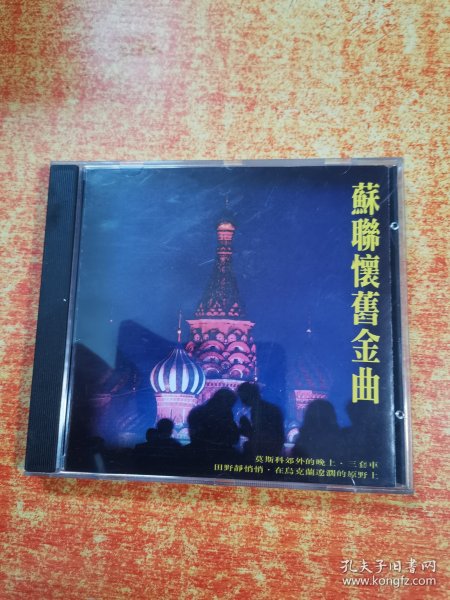 蘇聯懷舊金曲
莫斯科郊外的晚上·三套車
田野靜悄悄·在烏克蘭遼濶的原野上
孔夫子旧书网
www.kongfz.com